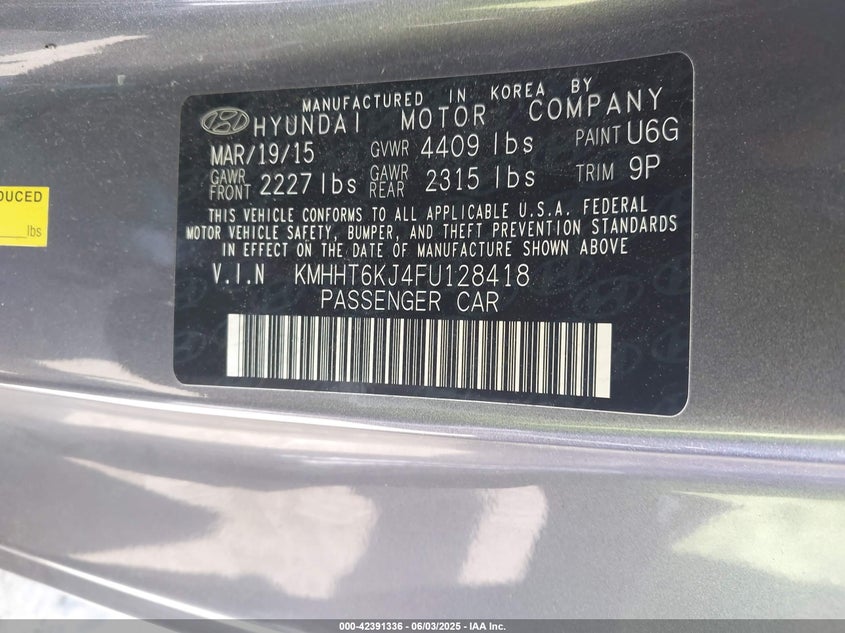 MANUFACTURED IN KOREA BY
HYUNDAI MOTOR COMPANY
MAR/19/15 GVWR 4409 lbs PAINT U6G
GAWR FRONT 2227 lbs GAWR REAR 2315 lbs TRIM 9P
THIS VEHICLE CONFORMS TO ALL APPLICABLE U.S.A. FEDERAL
MOTOR VEHICLE SAFETY, BUMPER, AND THEFT PREVENTION STANDARDS
IN EFFECT ON THE DATE OF MANUFACTURE SHOWN ABOVE
V.I.N KMHHT6KJ4FU128418
PASSENGER CAR
DUCED
lbs
000-42391336 - 06/03/2025 - IAA Inc.